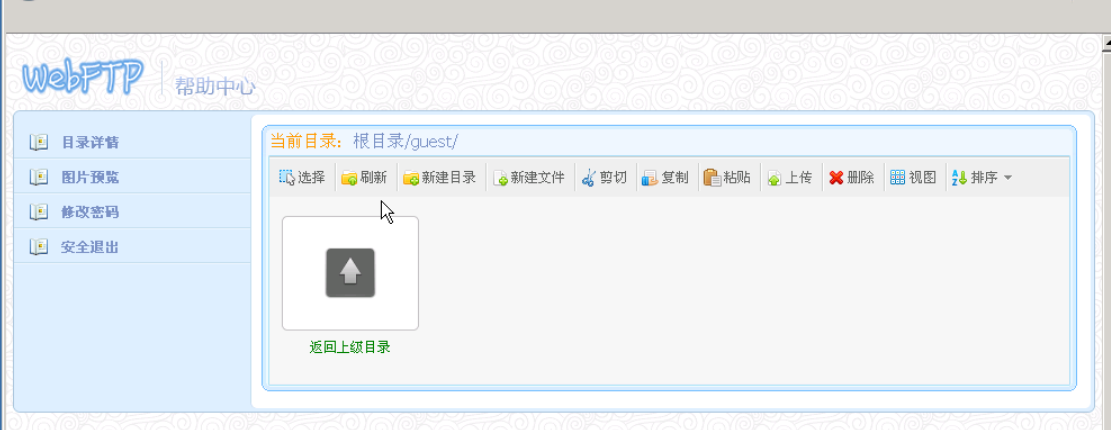 WebFTP 帮助中心
目录详情
图片预览
修改密码
安全退出
当前目录：根目录/guest/
选择 刷新 新建目录 新建文件 剪切 复制 粘贴 上传 删除 视图 排序
返回上级目录